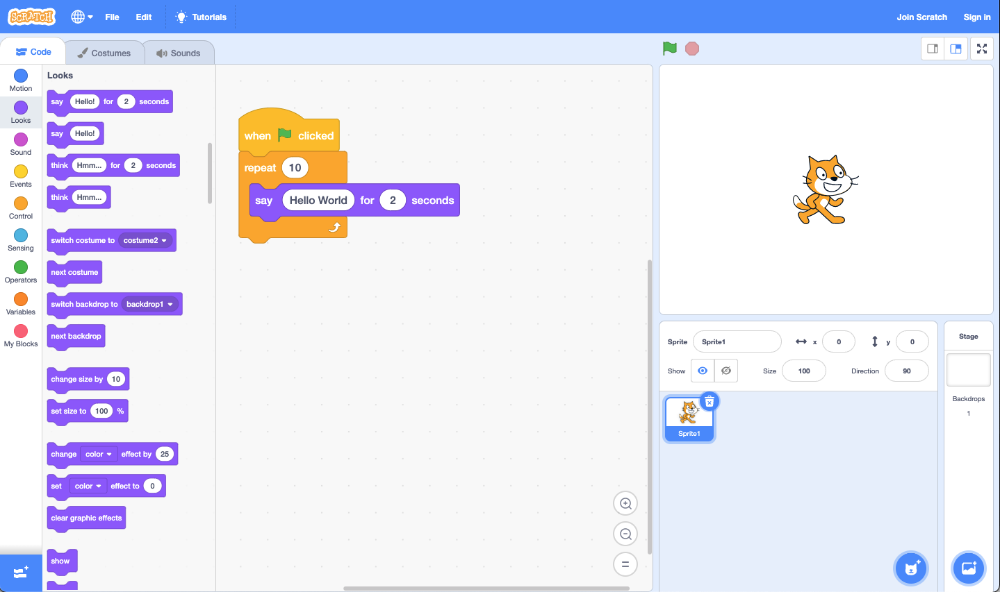 SCRATCH File Edit Tutorials Join Scratch Sign in
Code Costumes Sounds
Motion
Looks
Sound
Events
Control
Sensing
Operators
Variables
My Blocks
Looks
say Hello! for 2 seconds
say Hello!
think Hmm... for 2 seconds
think Hmm...
switch costume to costume2
next costume
switch backdrop to backdrop1
next backdrop
change size by 10
set size to 100 %
change color effect by 25
set color effect to 0
clear graphic effects
show
when clicked
repeat 10
say Hello World for 2 seconds
Sprite Sprite1 x 0 y 0
Show Size 100 Direction 90
Sprite1
Stage
Backdrops
1